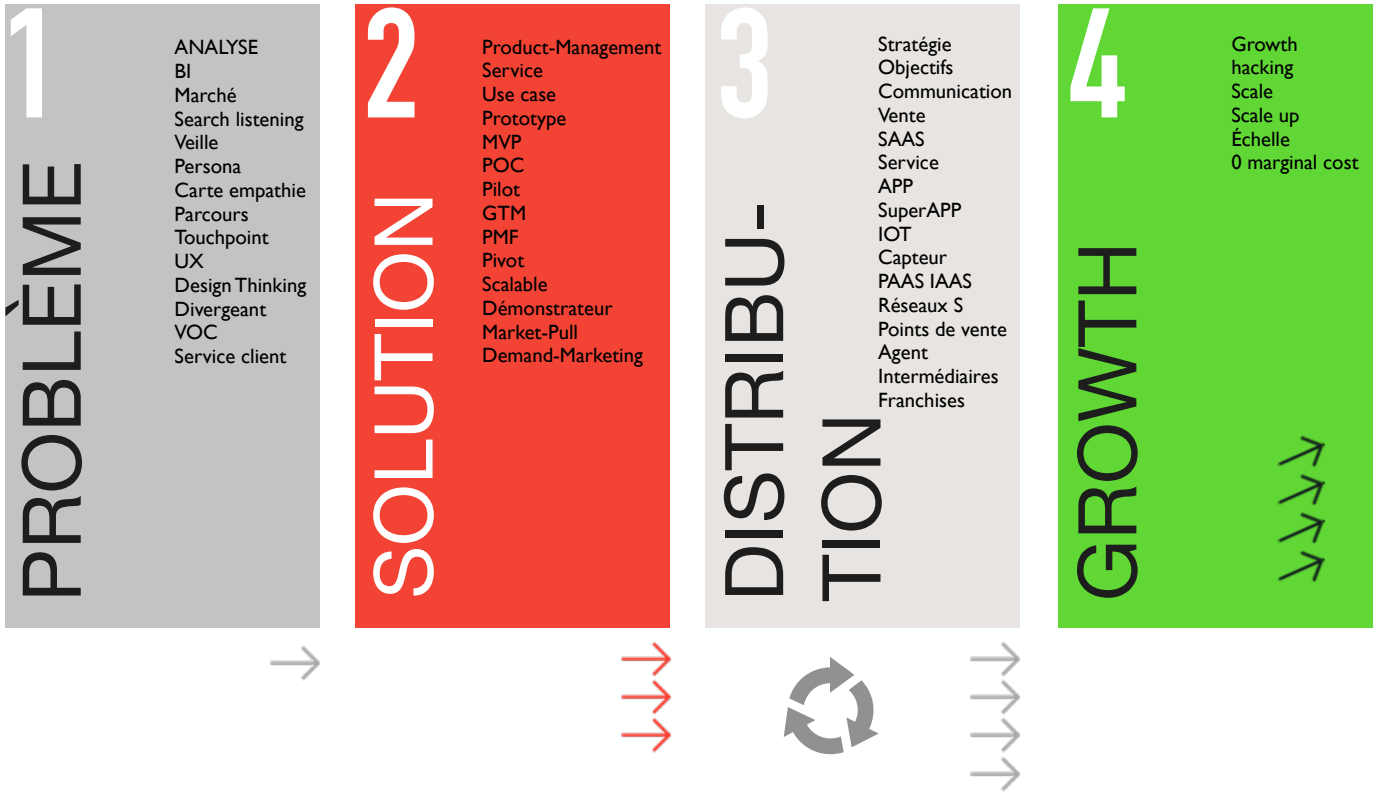 1
PROBLÈME
ANALYSE
BI
Marché
Search listening
Veille
Persona
Carte empathie
Parcours
Touchpoint
UX
Design Thinking
Divergeant
VOC
Service client
2
SOLUTION
Product-Management
Service
Use case
Prototype
MVP
POC
Pilot
GTM
PMF
Pivot
Scalable
Démonstrateur
Market-Pull
Demand-Marketing
3
DISTRIBU-
TION
Stratégie
Objectifs
Communication
Vente
SAAS
Service
APP
SuperAPP
IOT
Capteur
PAAS IAAS
Réseaux S
Points de vente
Agent
Intermédiaires
Franchises
4
GROWTH
Growth
hacking
Scale
Scale up
Échelle
0 marginal cost